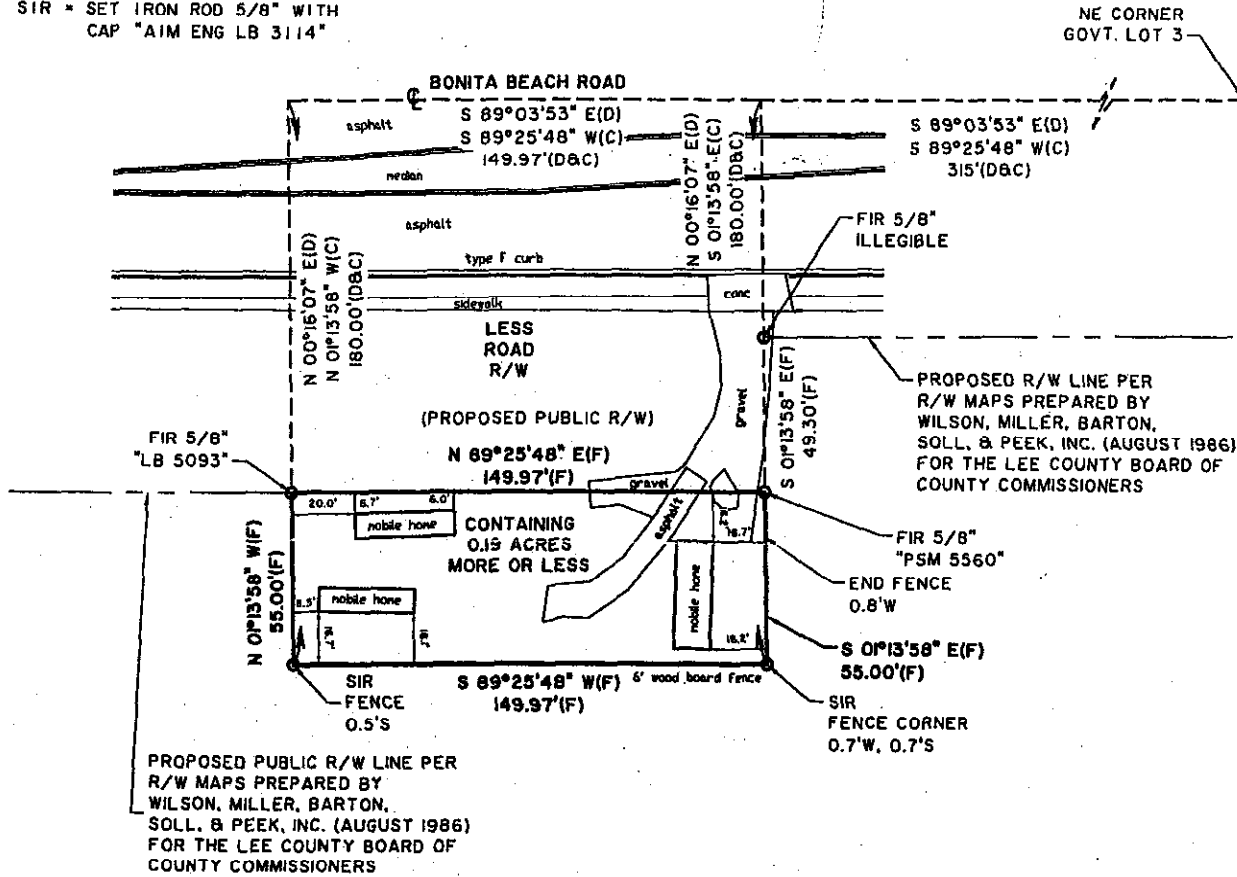 SIR = SET IRON ROD 5/8" WITH
CAP "AIM ENG LB 3114"
NE CORNER
GOVT. LOT 3
BONITA BEACH ROAD
asphalt
S 89°03'53" E(D)
S 89°25'48" W(C)
149.97'(D&C)
S 89°03'53" E(D)
S 89°25'48" W(C)
315'(D&C)
median
N 00°16'07" E(D)
S 01°13'58" E(C)
180.00'(D&C)
asphalt
FIR 5/8"
ILLEGIBLE
type F curb
conc
sidewalk
N 00°16'07" E(D)
N 01°13'58" W(C)
180.00'(D&C)
LESS
ROAD
R/W
gravel
S 01°13'58" E(F)
49.30'(F)
PROPOSED R/W LINE PER
R/W MAPS PREPARED BY
WILSON, MILLER, BARTON,
SOLL, & PEEK, INC. (AUGUST 1986)
FOR THE LEE COUNTY BOARD OF
COUNTY COMMISSIONERS
(PROPOSED PUBLIC R/W)
FIR 5/8"
"LB 5093"
N 89°25'48" E(F)
149.97'(F)
gravel
20.0' 6.7' 6.0'
mobile home
CONTAINING
0.19 ACRES
MORE OR LESS
asphalt
16.7'
FIR 5/8"
"PSM 5560"
END FENCE
0.8'W
N 01°13'58" W(F)
55.00'(F)
mobile home
mobile home
16.7'
16.2'
S 01°13'58" E(F)
55.00'(F)
SIR
FENCE
0.5'S
S 89°25'48" W(F)
149.97'(F)
6' wood board fence
SIR
FENCE CORNER
0.7'W, 0.7'S
PROPOSED PUBLIC R/W LINE PER
R/W MAPS PREPARED BY
WILSON, MILLER, BARTON,
SOLL, & PEEK, INC. (AUGUST 1986)
FOR THE LEE COUNTY BOARD OF
COUNTY COMMISSIONERS